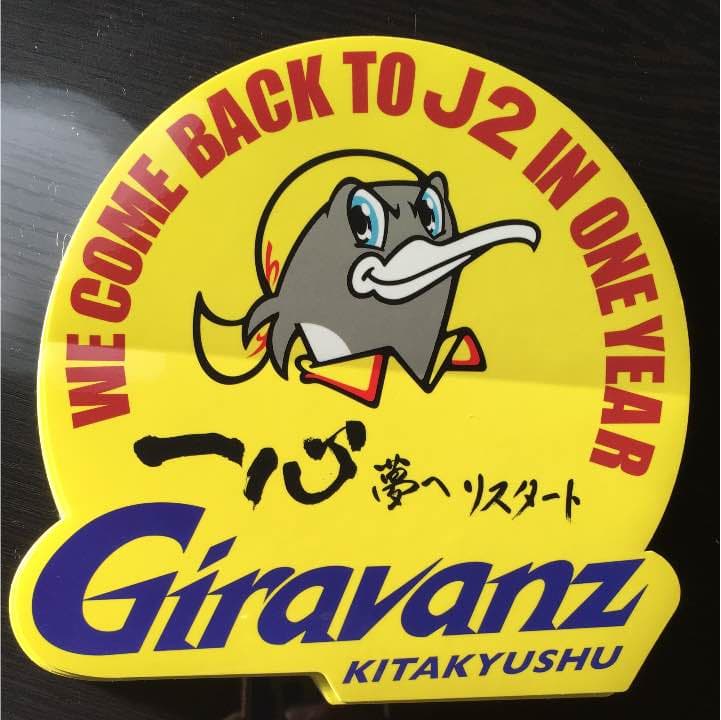 WE COME BACK TO J2 IN ONE YEAR
一心 夢へ リスタート
Giravanz
KITAKYUSHU